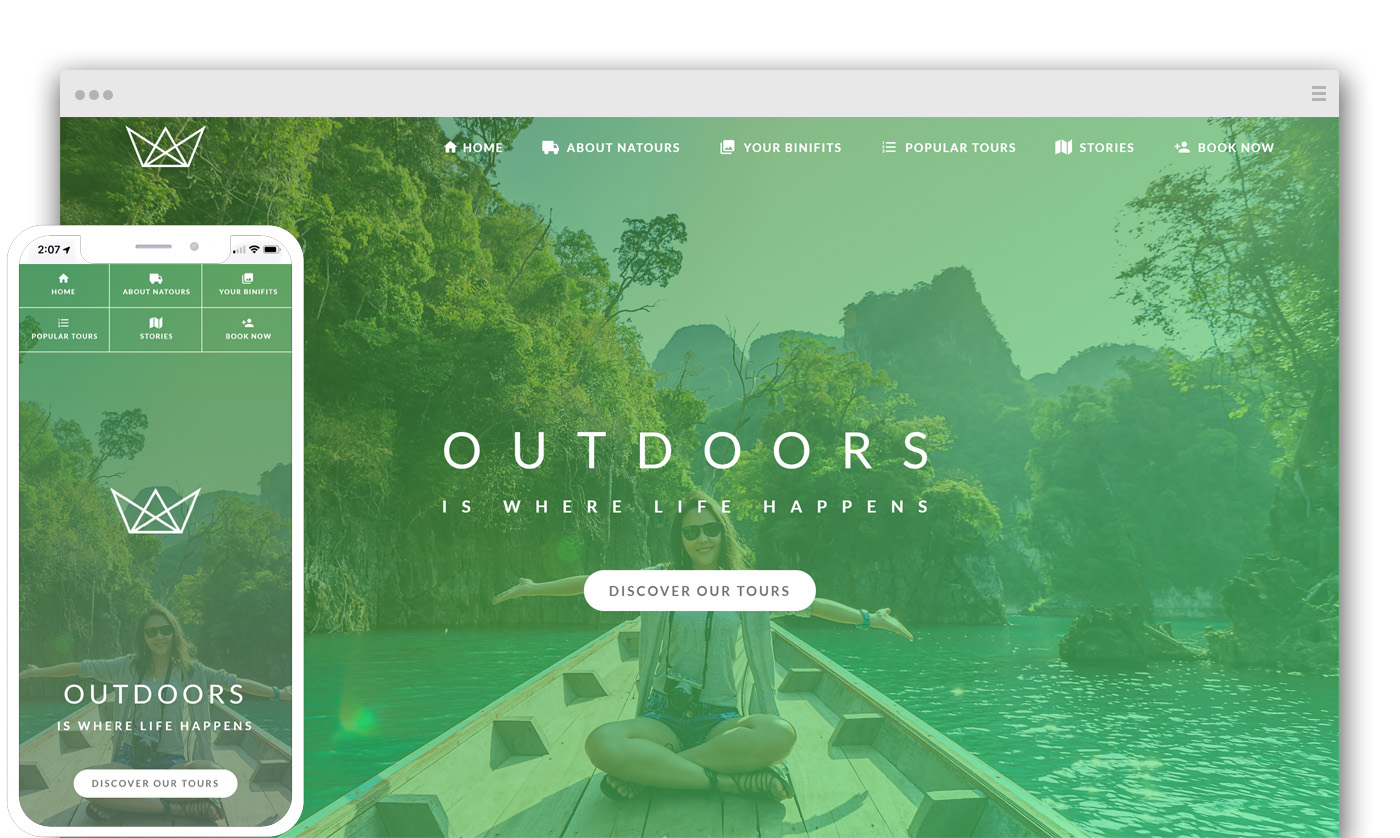 HOME ABOUT NATOURS YOUR BINIFITS POPULAR TOURS STORIES BOOK NOW
OUTDOORS
IS WHERE LIFE HAPPENS
DISCOVER OUR TOURS
2:07
HOME ABOUT NATOURS YOUR BINIFITS
POPULAR TOURS STORIES BOOK NOW
OUTDOORS
IS WHERE LIFE HAPPENS
DISCOVER OUR TOURS